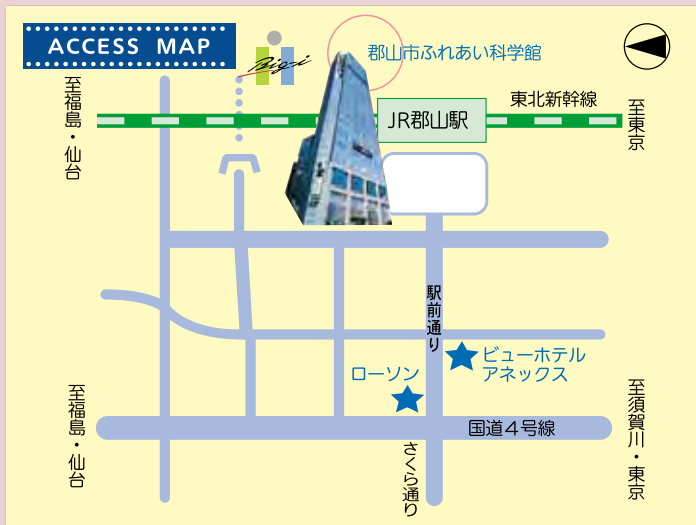 ACCESS MAP
Big-i
郡山市ふれあい科学館
至福島・仙台
JR郡山駅
東北新幹線
至東京
駅前通り
ビューホテル
アネックス
ローソン
至福島・仙台
国道4号線
至須賀川・東京
さくら通り